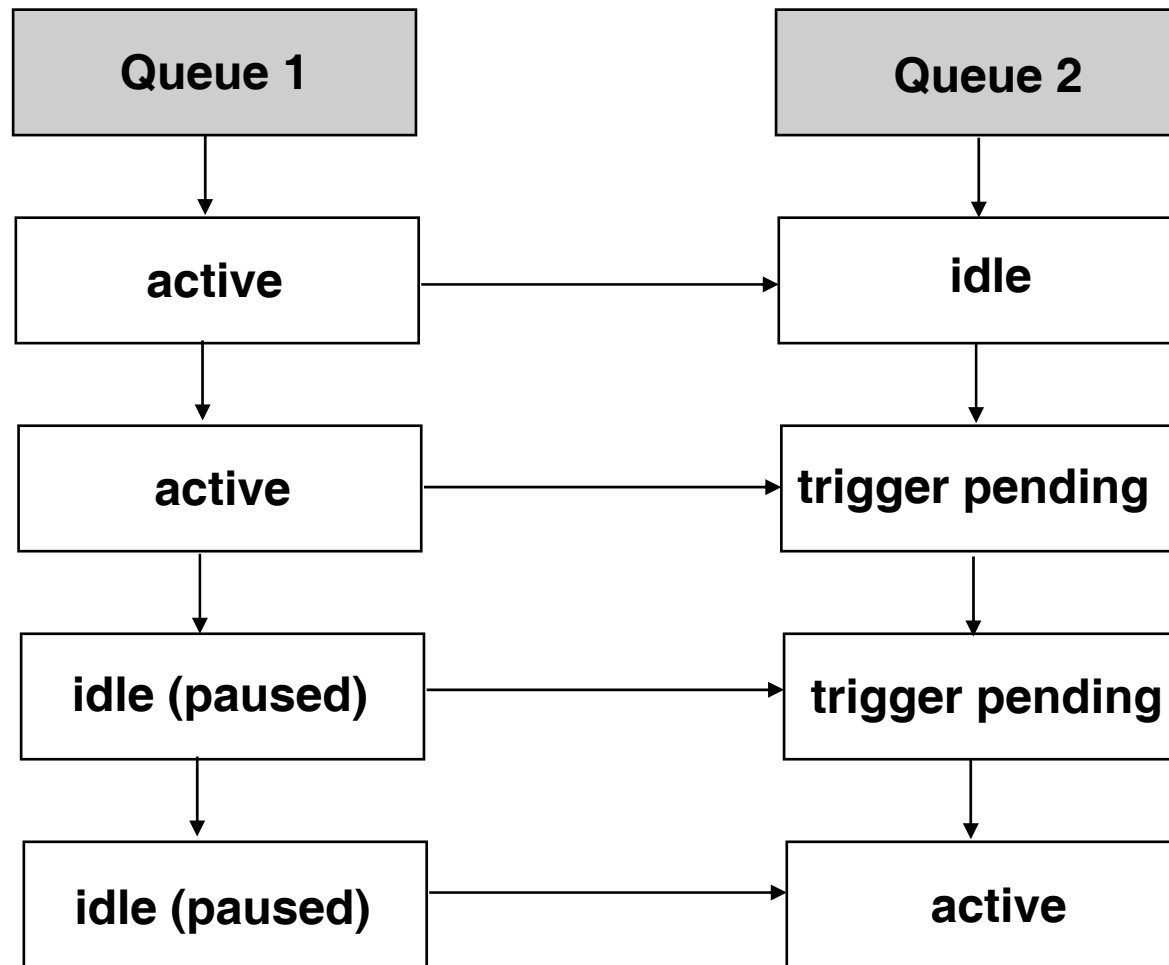 Queue 1
Queue 2
active
idle
active
trigger pending
idle (paused)
trigger pending
idle (paused)
active